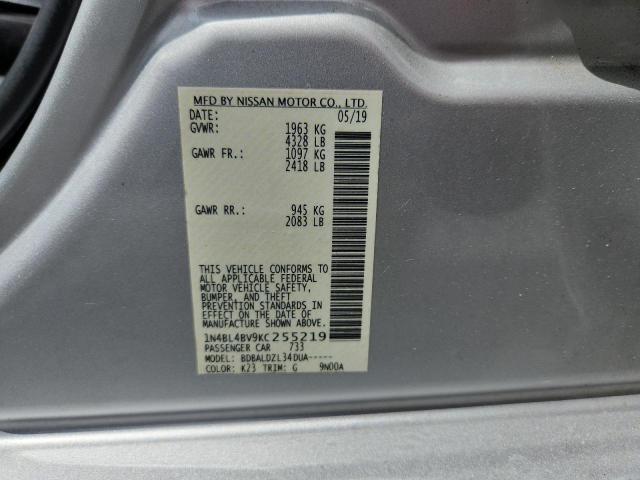 MFD BY NISSAN MOTOR CO., LTD.
DATE: 05/19
GVWR: 1963 KG
4328 LB
GAWR FR.: 1097 KG
2418 LB
GAWR RR.: 945 KG
2083 LB
THIS VEHICLE CONFORMS TO
ALL APPLICABLE FEDERAL
MOTOR VEHICLE SAFETY,
BUMPER, AND THEFT
PREVENTION STANDARDS IN
EFFECT ON THE DATE OF
MANUFACTURE SHOWN ABOVE.
1N4BL4BV9KC255219
PASSENGER CAR 733
MODEL: BDBALDZL34DUA-----
COLOR: K23 TRIM: G 9N00A